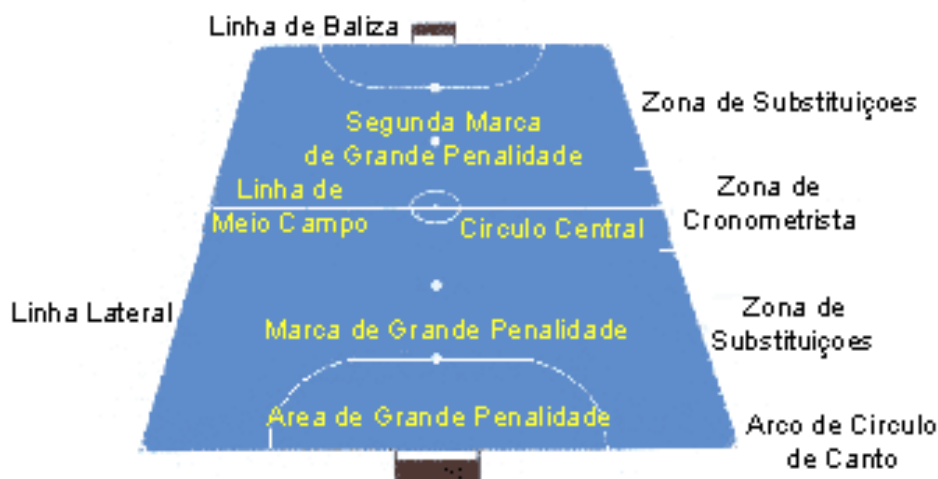 Linha de Baliza
Zona de Substituiçoes
Segunda Marca
de Grande Penalidade
Linha de
Meio Campo
Circulo Central
Zona de
Cronometrista
Linha Lateral
Marca de Grande Penalidade
Zona de
Substituiçoes
Area de Grande Penalidade
Arco de Circulo
de Canto